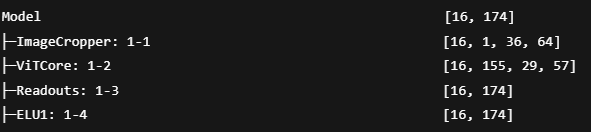 Model [16, 174]
├─ImageCropper: 1-1 [16, 1, 36, 64]
├─ViTCore: 1-2 [16, 155, 29, 57]
├─Readouts: 1-3 [16, 174]
├─ELU1: 1-4 [16, 174]